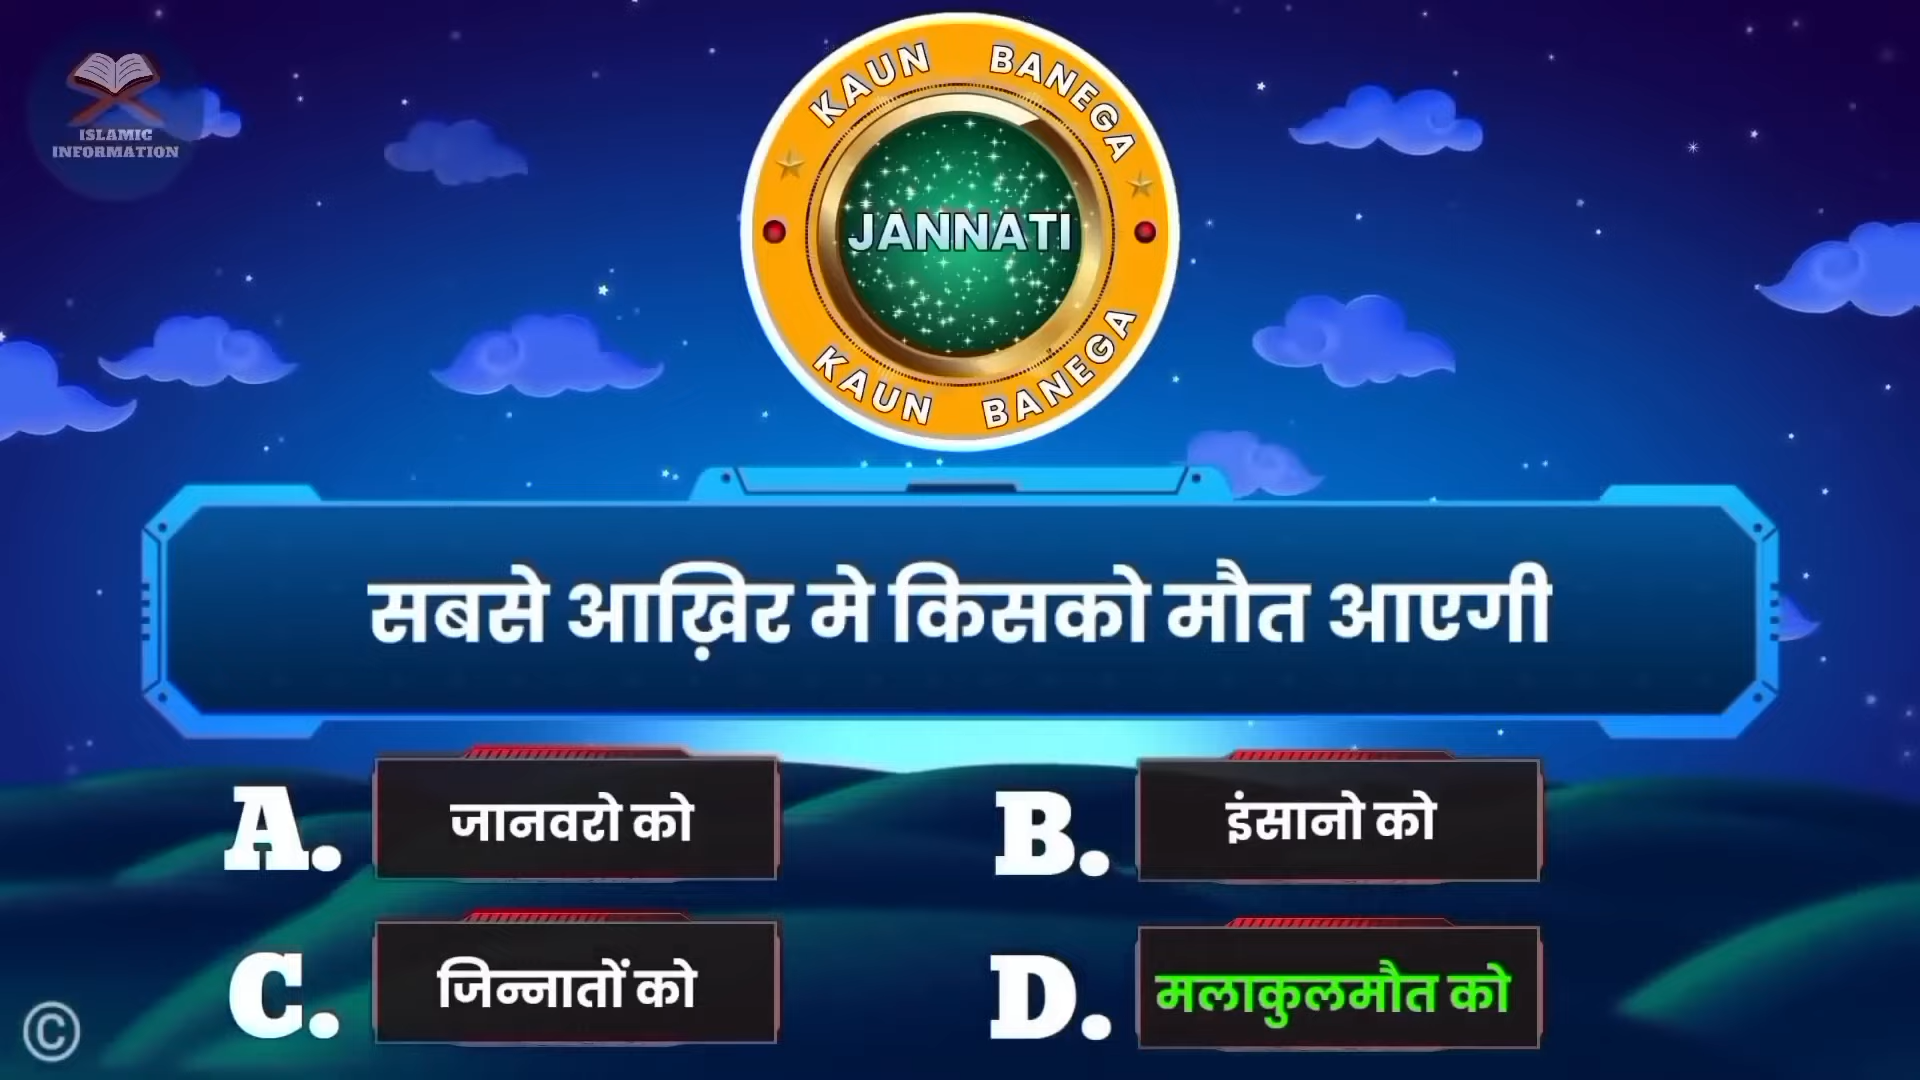 ISLAMIC
INFORMATION
KAUN BANEGA
JANNATI
KAUN BANEGA
सबसे आख़िर मे किसको मौत आएगी
A. जानवरो को
B. इंसानो को
C. जिन्नातों को
D. मलाकुलमौत को
©